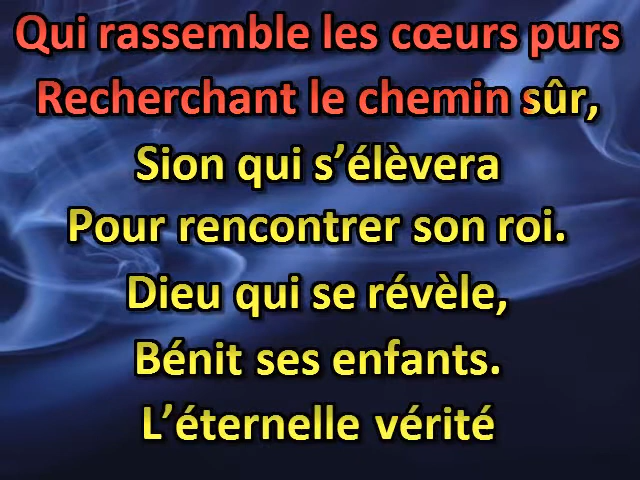 Qui rassemble les cœurs purs
Recherchant le chemin sûr,
Sion qui s’élèvera
Pour rencontrer son roi.
Dieu qui se révèle,
Bénit ses enfants.
L’éternelle vérité